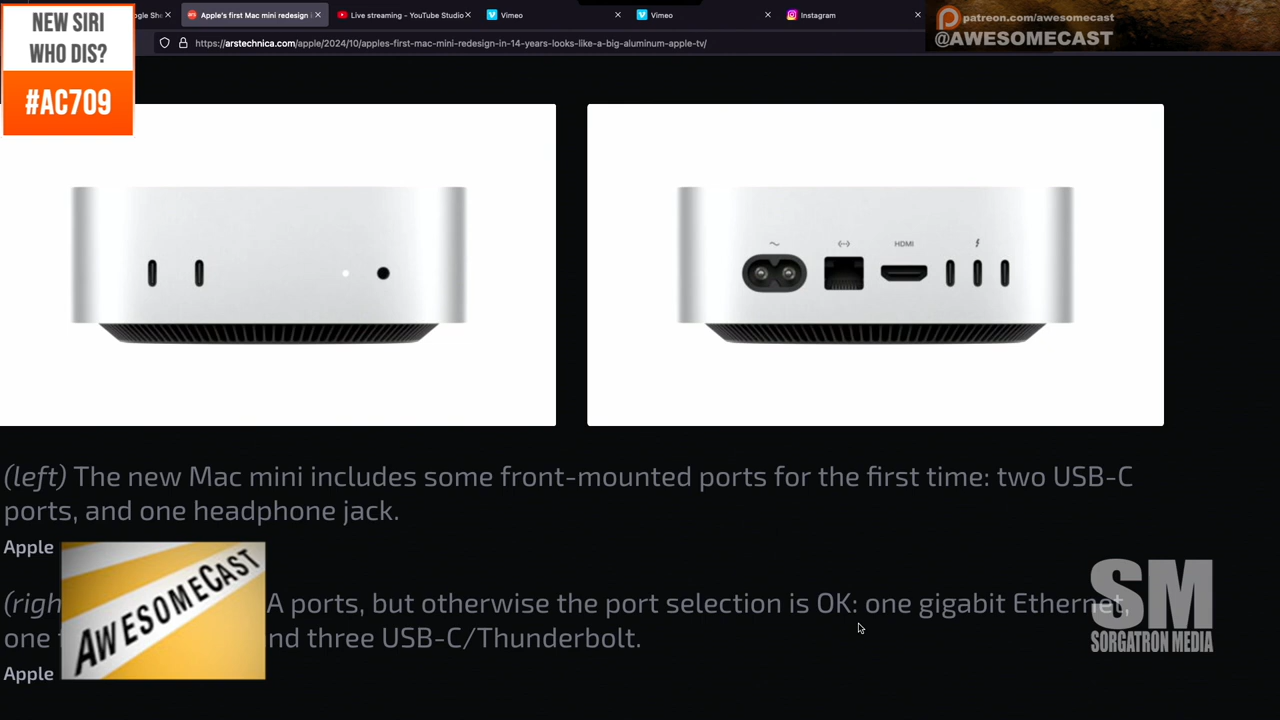 NEW SIRI
WHO DIS?
#AC709
gle She
Apple's first Mac mini redesign i
Live streaming - YouTube Studio
Vimeo
Vimeo
Instagram
https://arstechnica.com/apple/2024/10/apples-first-mac-mini-redesign-in-14-years-looks-like-a-big-aluminum-apple-tv/
patreon.com/awesomecast
@AWESOMECAST
HDMI
(left) The new Mac mini includes some front-mounted ports for the first time: two USB-C
ports, and one headphone jack.
Apple
(righ A ports, but otherwise the port selection is OK: one gigabit Ethernet,
one nd three USB-C/Thunderbolt.
Apple
AWESOMECAST
SM
SORGATRON MEDIA